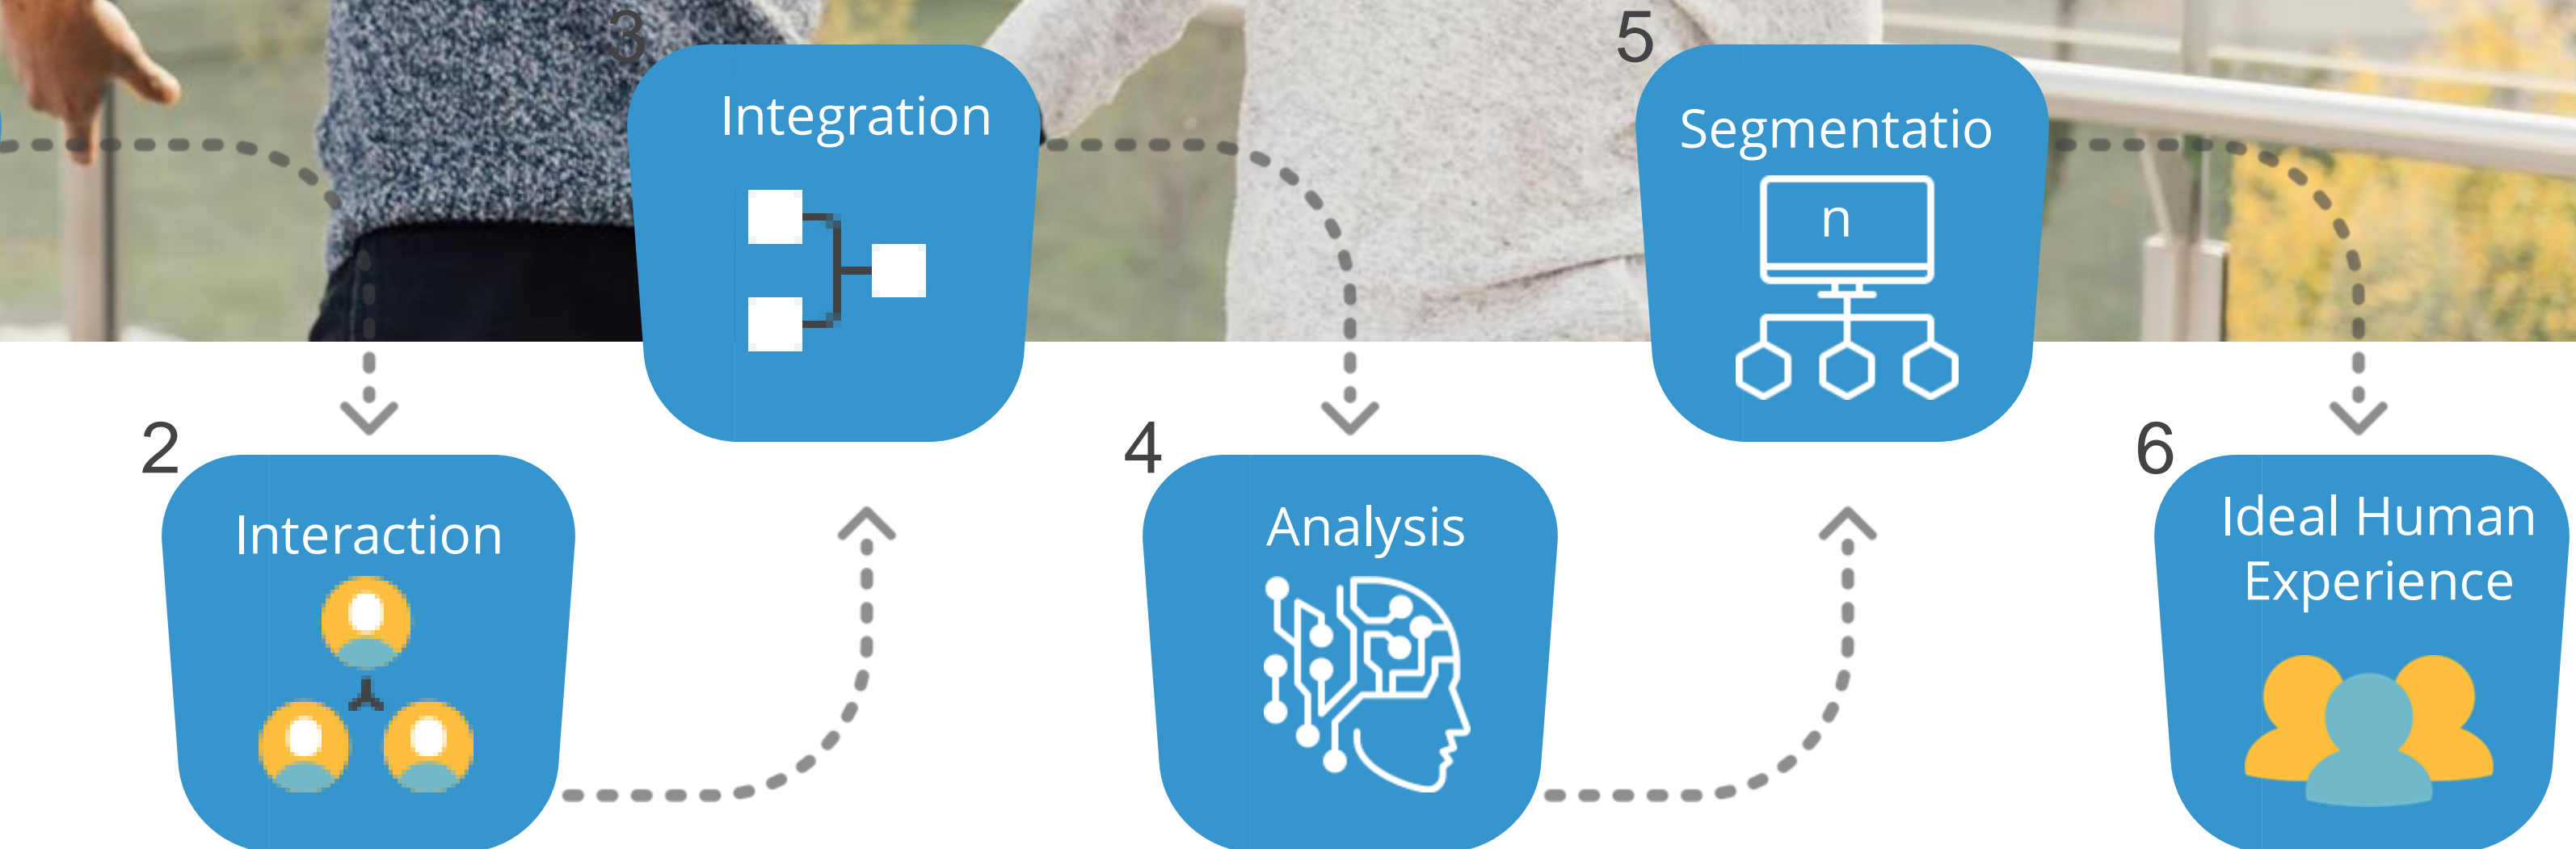 2
Interaction
3
Integration
4
Analysis
5
Segmentatio
n
6
Ideal Human
Experience